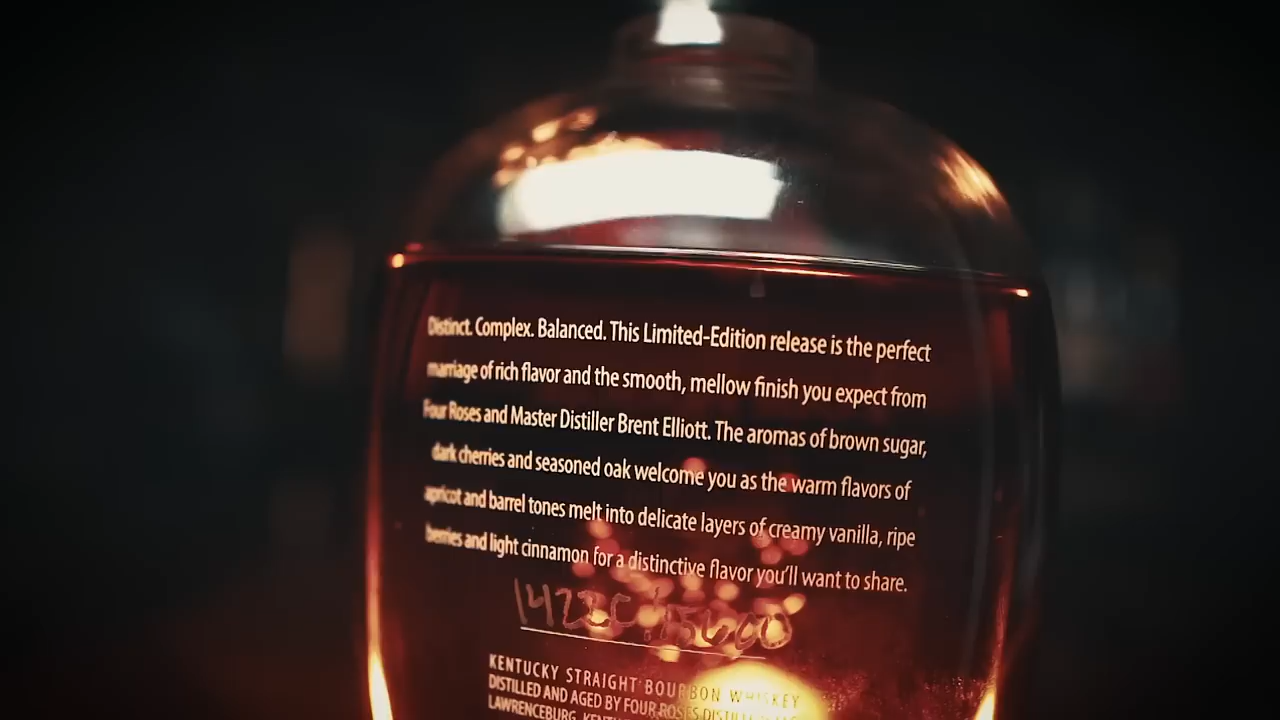 Distinct. Complex. Balanced. This Limited-Edition release is the perfect
marriage of rich flavor and the smooth, mellow finish you expect from
Four Roses and Master Distiller Brent Elliott. The aromas of brown sugar,
dark cherries and seasoned oak welcome you as the warm flavors of
apricot and barrel tones melt into delicate layers of creamy vanilla, ripe
berries and light cinnamon for a distinctive flavor you'll want to share.
KENTUCKY STRAIGHT BOURBON WHISKEY
DISTILLED AND AGED BY FOUR ROSES
LAWRENCEBURG,